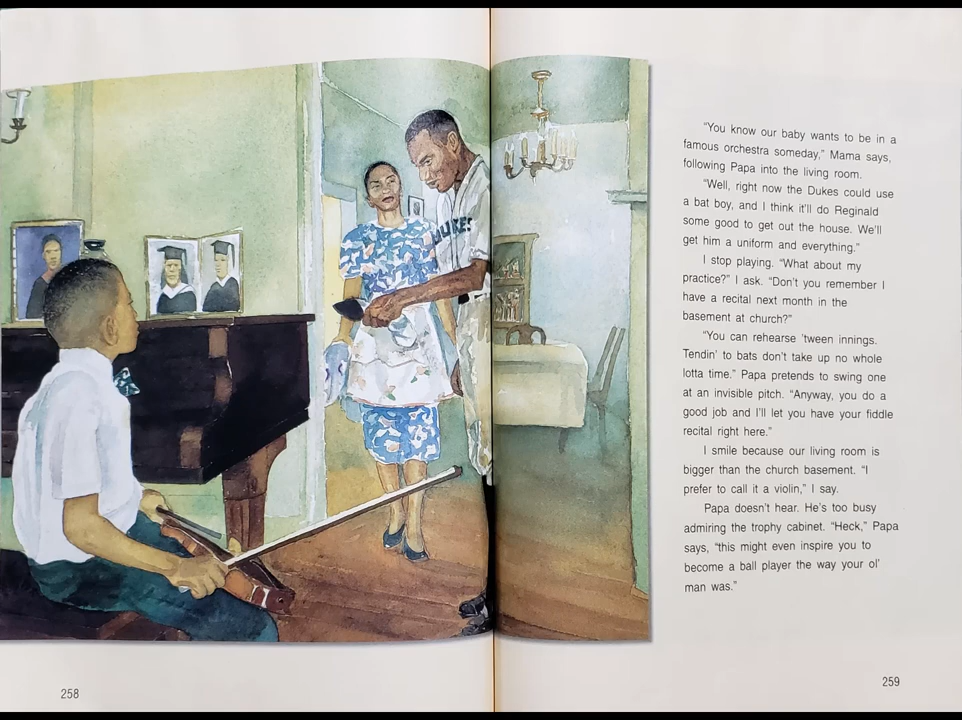 DUKES
258
“You know our baby wants to be in a
famous orchestra someday,” Mama says,
following Papa into the living room.
“Well, right now the Dukes could use
a bat boy, and I think it’ll do Reginald
some good to get out the house. We’ll
get him a uniform and everything.”
I stop playing. “What about my
practice?” I ask. “Don’t you remember I
have a recital next month in the
basement at church?”
“You can rehearse ’tween innings.
Tendin’ to bats don’t take up no whole
lotta time.” Papa pretends to swing one
at an invisible pitch. “Anyway, you do a
good job and I’ll let you have your fiddle
recital right here.”
I smile because our living room is
bigger than the church basement. “I
prefer to call it a violin,” I say.
Papa doesn’t hear. He’s too busy
admiring the trophy cabinet. “Heck,” Papa
says, “this might even inspire you to
become a ball player the way your ol’
man was.”
259